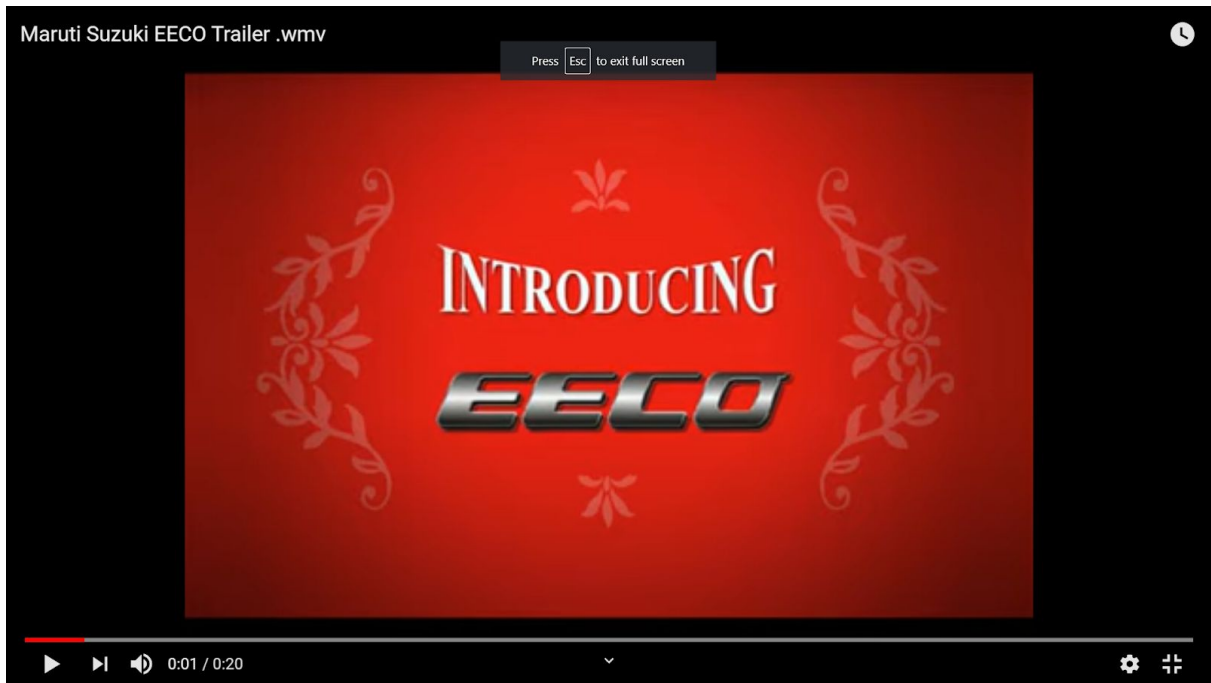 Maruti Suzuki EECO Trailer .wmv
Press Esc to exit full screen
INTRODUCING
EECO
0:01 / 0:20